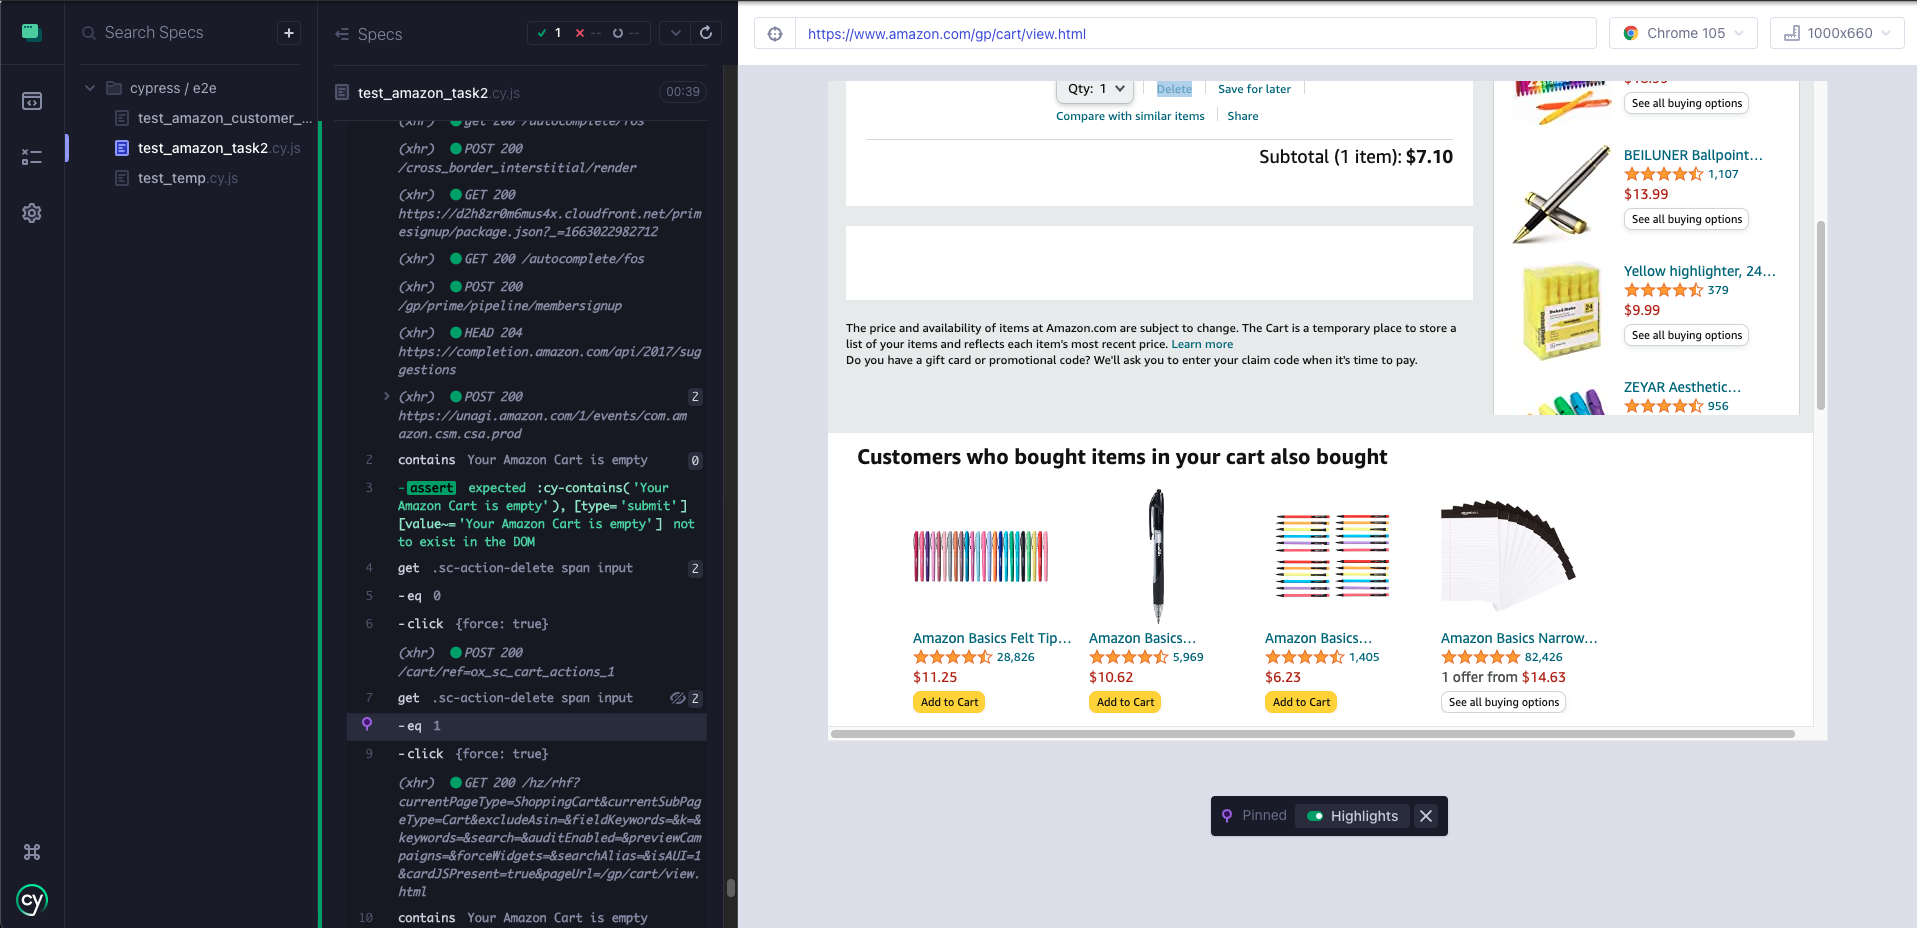 Search Specs
+
cypress / e2e
test_amazon_customer_...
test_amazon_task2.cy.js
test_temp.cy.js
cy
Specs
1 -- --
test_amazon_task2.cy.js 00:39
(xhr) get 200 /autocomplete/fos
(xhr) POST 200
/cross_border_interstitial/render
(xhr) GET 200
https://d2h8zr0m6mus4x.cloudfront.net/prim
esignup/package.json?_=1663022982712
(xhr) GET 200 /autocomplete/fos
(xhr) POST 200
/gp/prime/pipeline/membersignup
(xhr) HEAD 204
https://completion.amazon.com/api/2017/sug
gestions
(xhr) POST 200 2
https://unagi.amazon.com/1/events/com.am
azon.csm.csa.prod
2 contains Your Amazon Cart is empty 0
3 -assert expected :cy-contains('Your
Amazon Cart is empty'), [type='submit']
[value~='Your Amazon Cart is empty'] not
to exist in the DOM
4 get .sc-action-delete span input 2
5 -eq 0
6 -click {force: true}
(xhr) POST 200
/cart/ref=ox_sc_cart_actions_1
7 get .sc-action-delete span input 2
-eq 1
9 -click {force: true}
(xhr) GET 200 /hz/rhf?
currentPageType=ShoppingCart&currentSubPag
eType=Cart&excludeAsin=&fieldKeywords=&k=&
keywords=&search=&auditEnabled=&previewCam
paigns=&forceWidgets=&searchAlias=&isAUI=1
&cardJSPresent=true&pageUrl=/gp/cart/view.
html
10 contains Your Amazon Cart is empty
https://www.amazon.com/gp/cart/view.html
Chrome 105
1000x660
Qty: 1 Delete Save for later
Compare with similar items Share
Subtotal (1 item): $7.10
The price and availability of items at Amazon.com are subject to change. The Cart is a temporary place to store a
list of your items and reflects each item's most recent price. Learn more
Do you have a gift card or promotional code? We'll ask you to enter your claim code when it's time to pay.
$18.99
See all buying options
BEILUNER Ballpoint...
1,107
$13.99
See all buying options
Yellow highlighter, 24...
379
$9.99
See all buying options
ZEYAR Aesthetic...
956
Customers who bought items in your cart also bought
Amazon Basics Felt Tip...
28,826
$11.25
Add to Cart
Amazon Basics...
5,969
$10.62
Add to Cart
Amazon Basics...
1,405
$6.23
Add to Cart
Amazon Basics Narrow...
82,426
1 offer from $14.63
See all buying options
Pinned Highlights